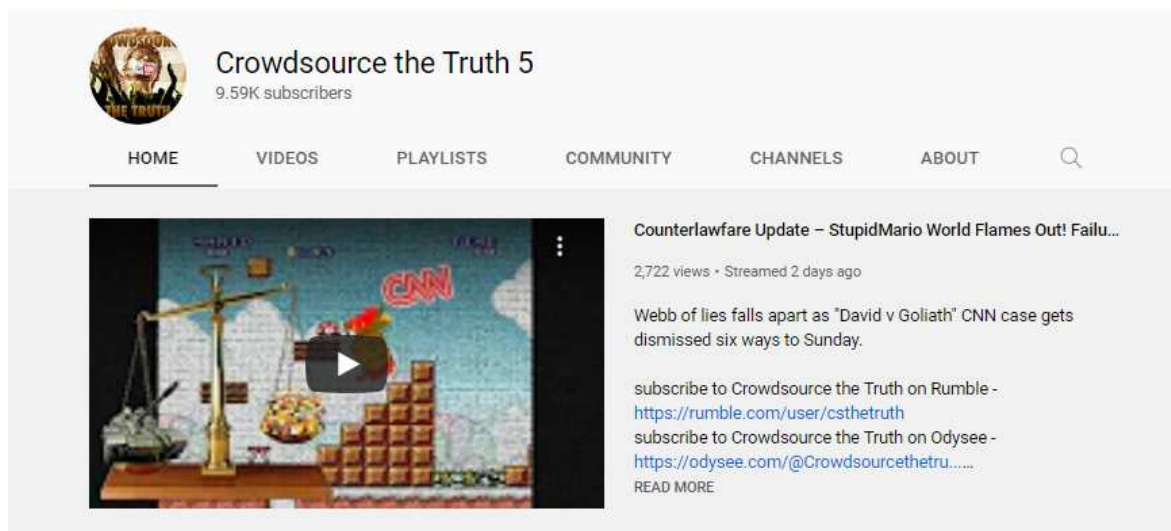 CROWDSOURC
THE TRUTH
Crowdsource the Truth 5
9.59K subscribers
HOME VIDEOS PLAYLISTS COMMUNITY CHANNELS ABOUT
CNN
Counterlawfare Update – StupidMario World Flames Out! Failu...
2,722 views • Streamed 2 days ago
Webb of lies falls apart as "David v Goliath" CNN case gets
dismissed six ways to Sunday.
subscribe to Crowdsource the Truth on Rumble -
https://rumble.com/user/csthetruth
subscribe to Crowdsource the Truth on Odysee -
https://odysee.com/@Crowdsourcethetru......
READ MORE